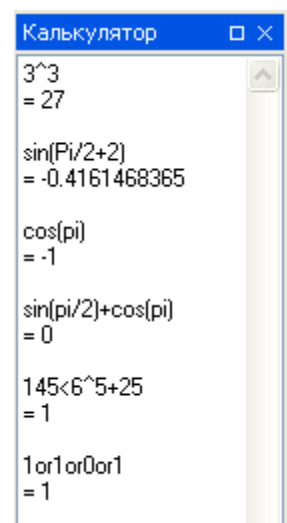 Калькулятор
3^3
= 27
sin(Pi/2+2)
= -0.4161468365
cos(pi)
= -1
sin(pi/2)+cos(pi)
= 0
145<6^5+25
= 1
1or1or0or1
= 1